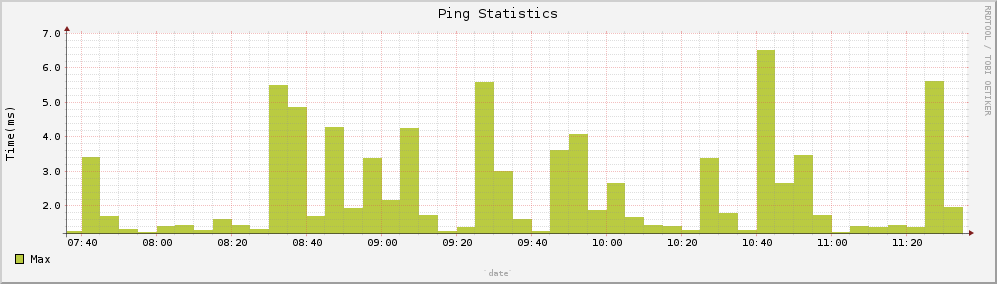 Ping Statistics
RRDTOOL / TOBI OETIKER
Time(ms)
7.0
6.0
5.0
4.0
3.0
2.0
07:40 08:00 08:20 08:40 09:00 09:20 09:40 10:00 10:20 10:40 11:00 11:20
Max
`date`